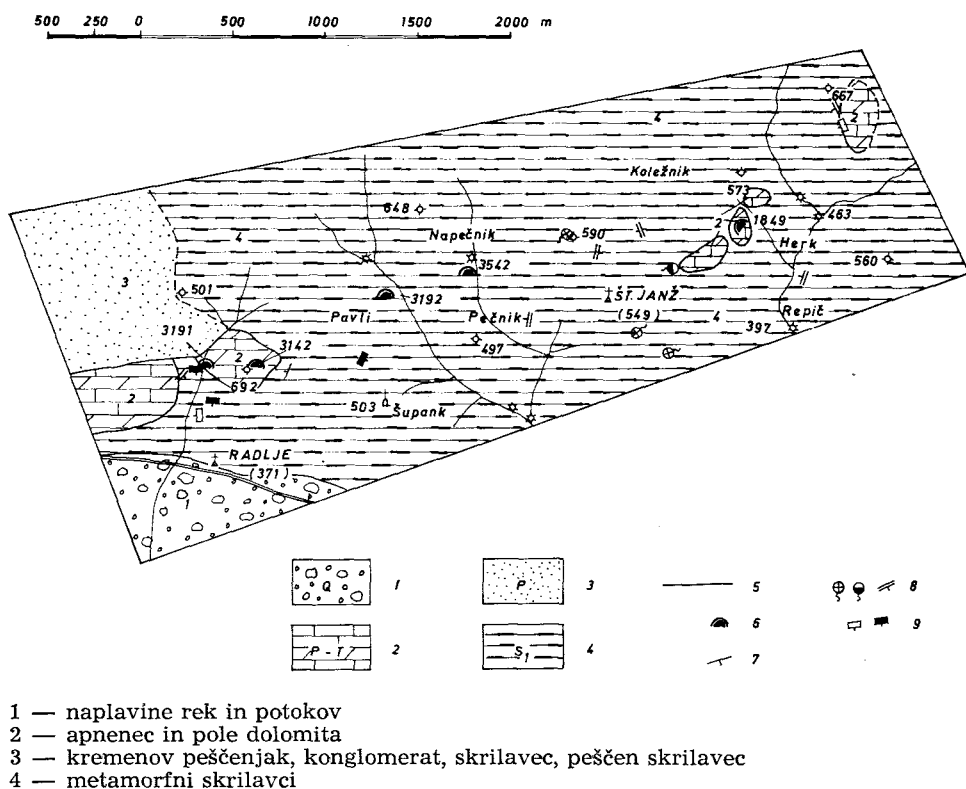 500 250 0 500 1000 1500 2000 m
4
667
2
Koležnik
573
648
4
2
1849
463
Napečnik
590
Herk
3542
560
3
501
3192
ŠT. JANŽ
Pavli
Pečnik
(549)
4
Repič
3191
397
3142
497
2
692
2
503
Šupank
RADLJE
(371)
1
Q 1
P 3
5
8
6
9
P-T 2
S1 4
7
1 — naplavine rek in potokov
2 — apnenec in pole dolomita
3 — kremenov peščenjak, konglomerat, skrilavec, peščen skrilavec
4 — metamorfni skrilavci